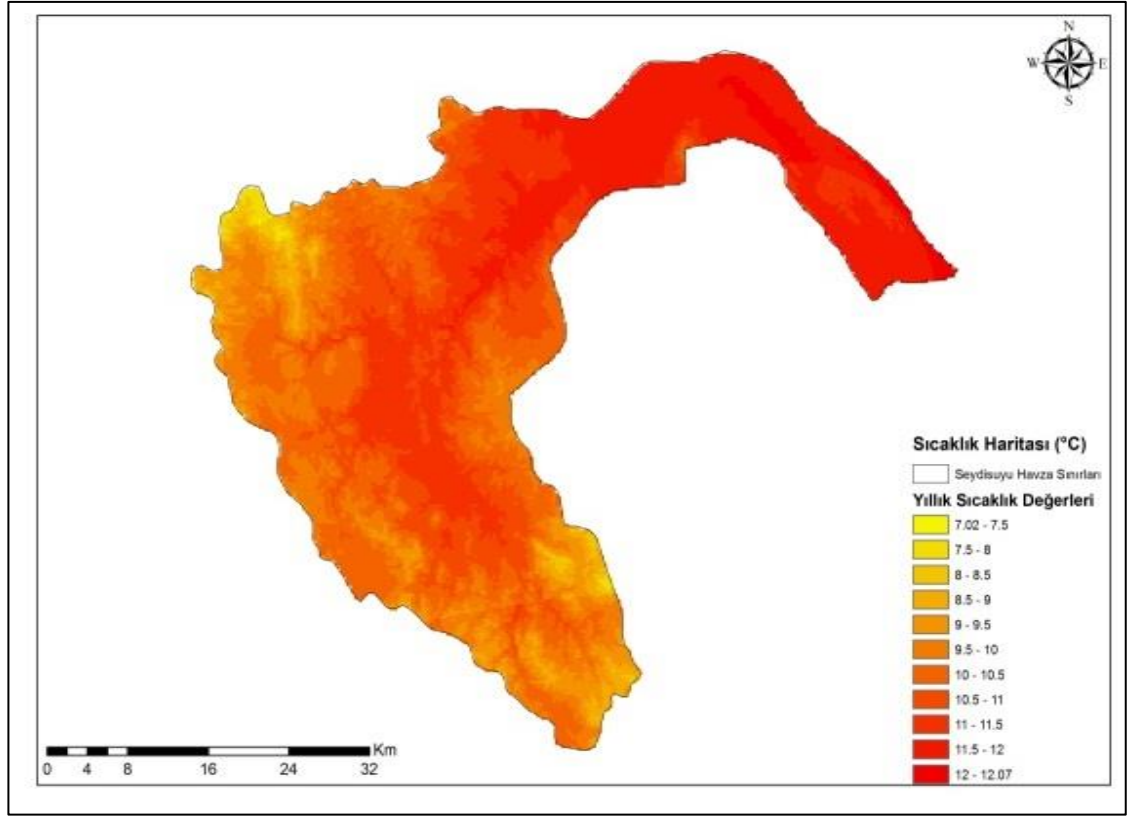 N
W E
S
Sıcaklık Haritası (°C)
Seydisuyu Havza Sınırları
Yıllık Sıcaklık Değerleri
7.02 - 7.5
7.5 - 8
8 - 8.5
8.5 - 9
9 - 9.5
9.5 - 10
10 - 10.5
10.5 - 11
11 - 11.5
11.5 - 12
12 - 12.07
Km
0 4 8 16 24 32